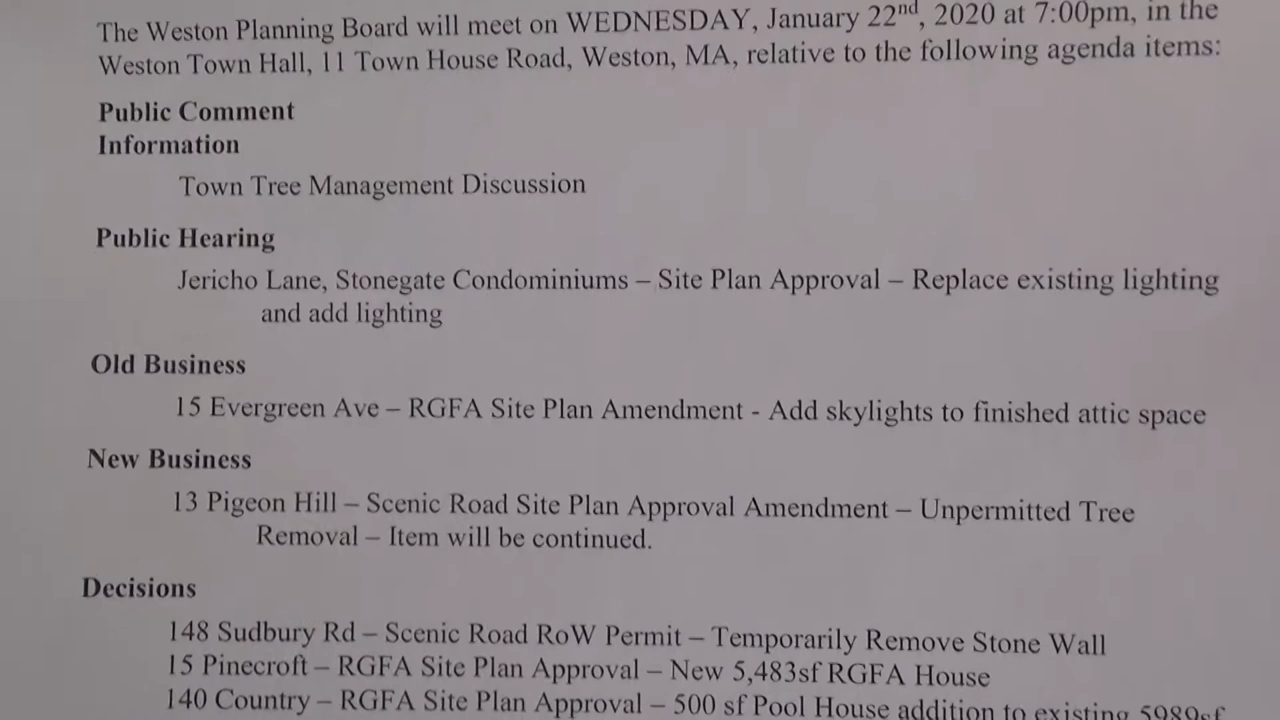 The Weston Planning Board will meet on WEDNESDAY, January 22nd, 2020 at 7:00pm, in the
Weston Town Hall, 11 Town House Road, Weston, MA, relative to the following agenda items:
Public Comment
Information
Town Tree Management Discussion
Public Hearing
Jericho Lane, Stonegate Condominiums – Site Plan Approval – Replace existing lighting
and add lighting
Old Business
15 Evergreen Ave – RGFA Site Plan Amendment - Add skylights to finished attic space
New Business
13 Pigeon Hill – Scenic Road Site Plan Approval Amendment – Unpermitted Tree
Removal – Item will be continued.
Decisions
148 Sudbury Rd – Scenic Road RoW Permit – Temporarily Remove Stone Wall
15 Pinecroft – RGFA Site Plan Approval – New 5,483sf RGFA House
140 Country – RGFA Site Plan Approval – 500 sf Pool House addition to existing 5989sf